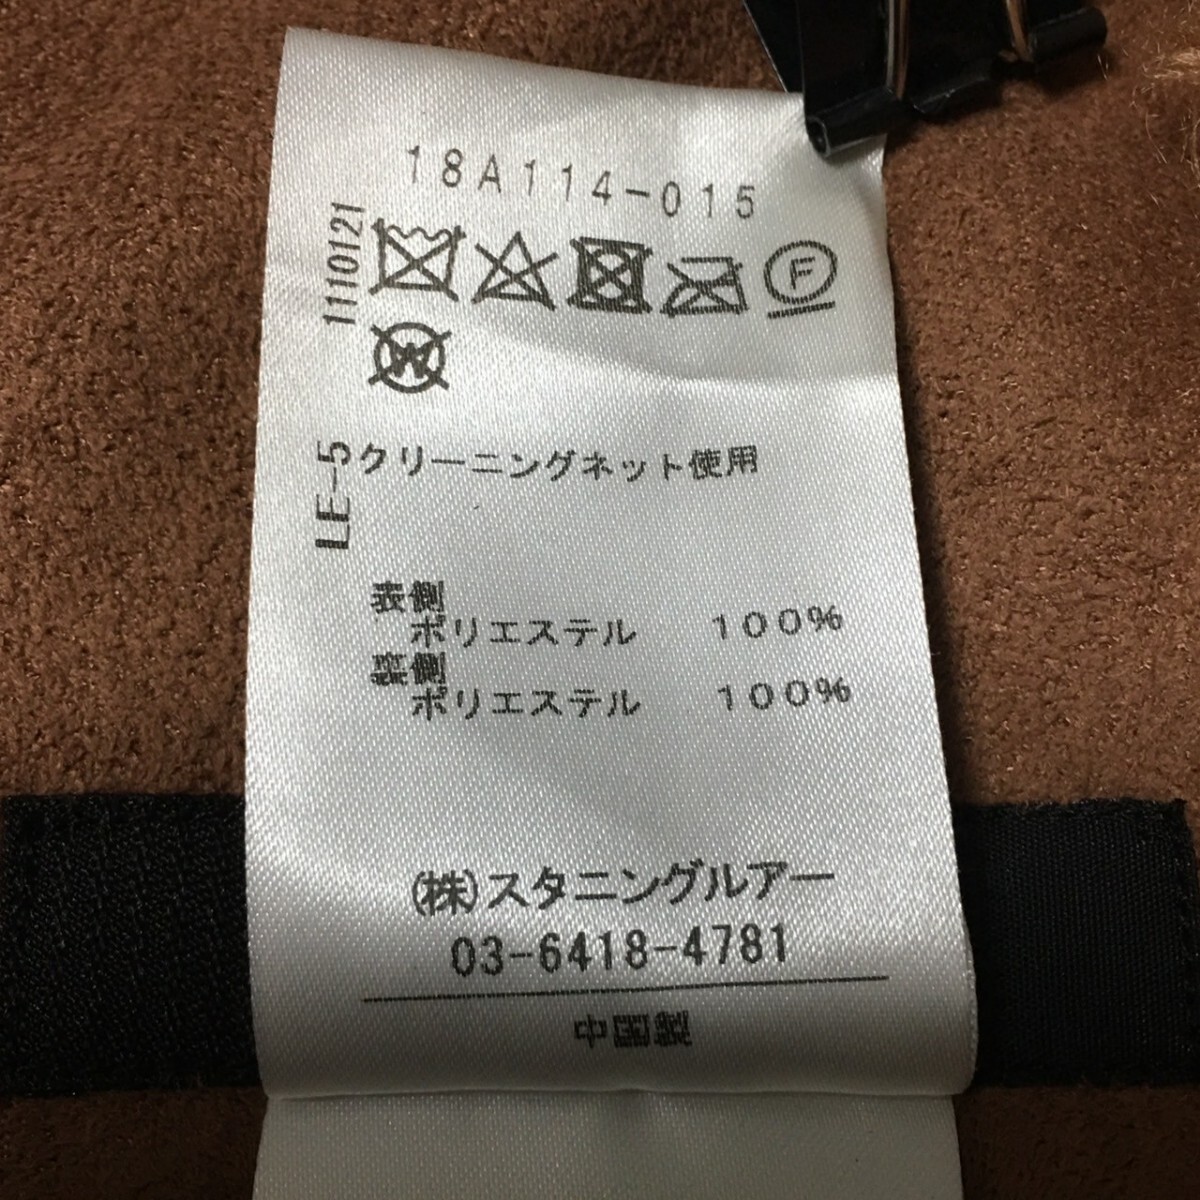 18A114-015
1110121
F
W
LE-5
クリーニングネット使用
表側
ポリエステル 100%
裏側
ポリエステル 100%
(株)スタニングルアー
03-6418-4781
中国製